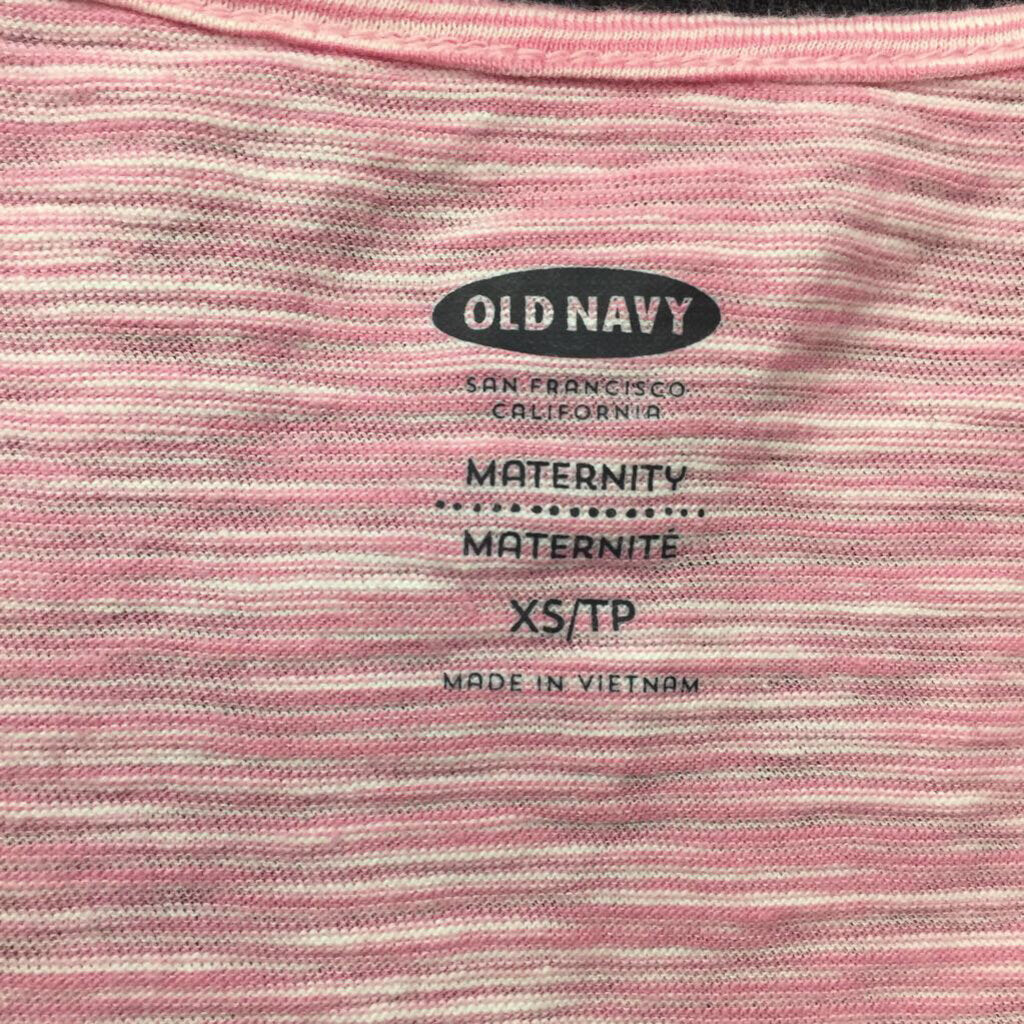 OLD NAVY
SAN FRANCISCO
CALIFORNIA
MATERNITY
MATERNITÉ
XS/TP
MADE IN VIETNAM